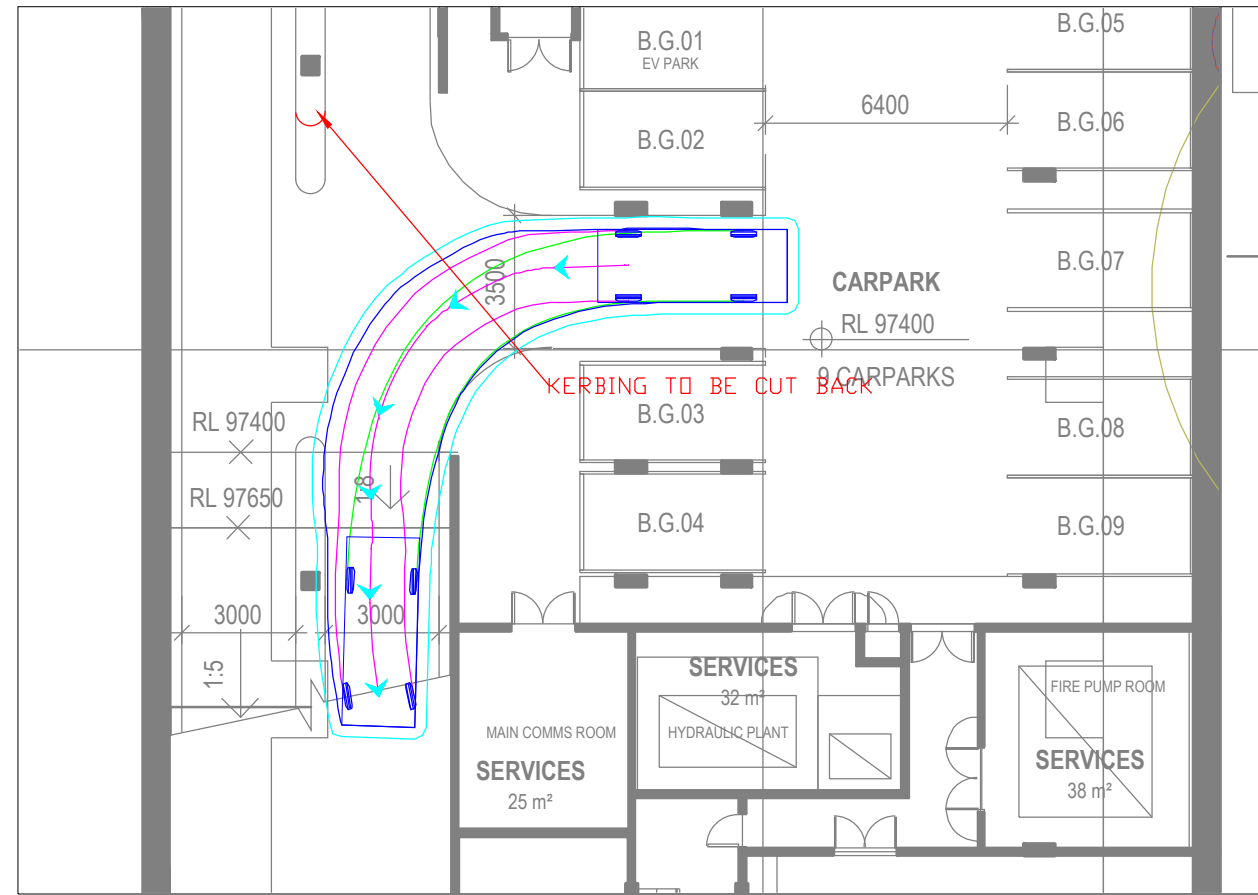 B.G.01
EV PARK
B.G.05
6400
B.G.02
B.G.06
3500
CARPARK
B.G.07
RL 97400
KERBING TO BE CUT BACK
9 CARPARKS
RL 97400
B.G.03
B.G.08
1:8
RL 97650
B.G.04
B.G.09
3000
3000
1:5
SERVICES
32 m²
FIRE PUMP ROOM
MAIN COMMS ROOM
HYDRAULIC PLANT
SERVICES
25 m²
SERVICES
38 m²